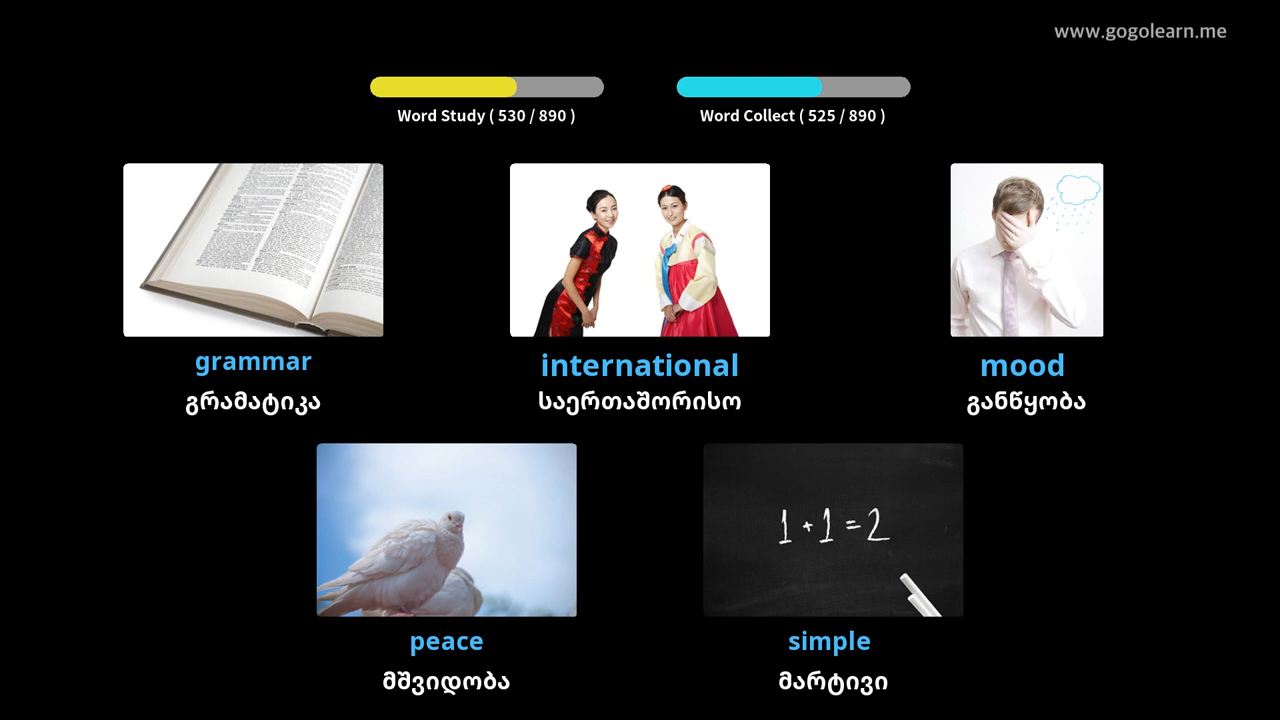 www.gogolearn.me
Word Study ( 530 / 890 )
Word Collect ( 525 / 890 )
grammar
გრამატიკა
international
საერთაშორისო
mood
განწყობა
peace
მშვიდობა
1 + 1 = 2
simple
მარტივი